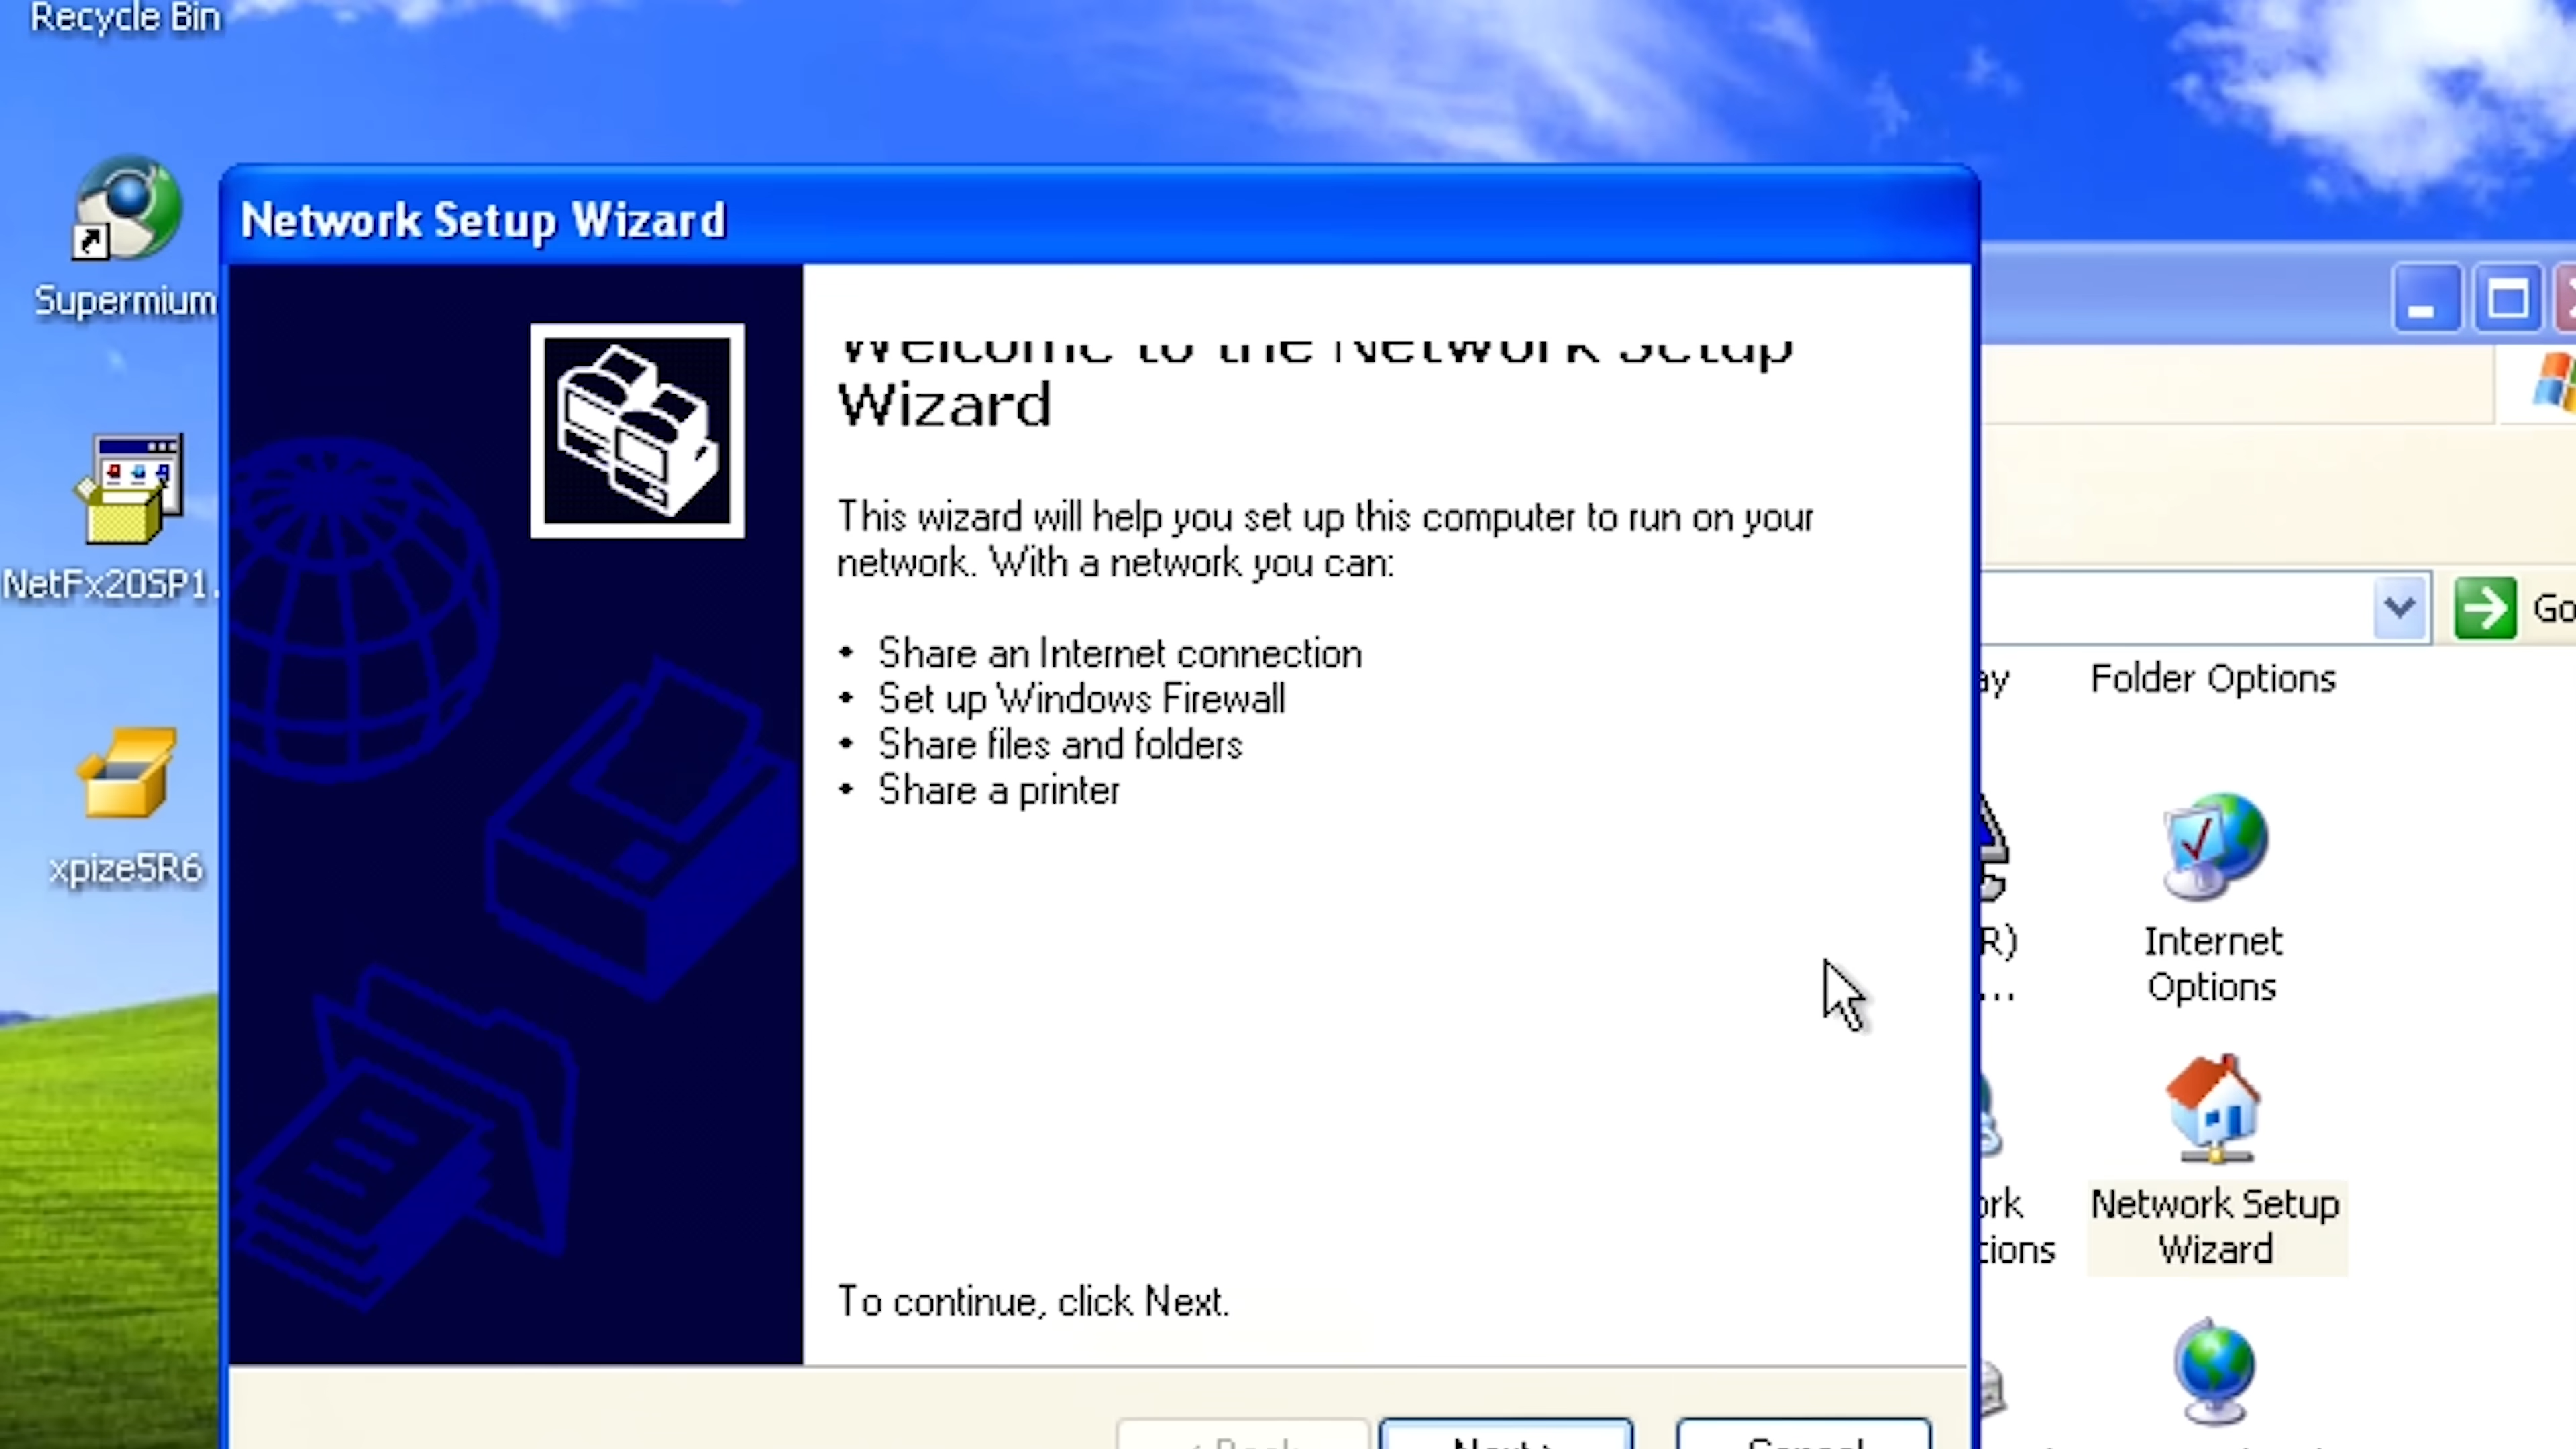 Recycle Bin
Supermium
NetFx20SP1.
xpize5R6
Network Setup Wizard
Welcome to the Network Setup
Wizard
This wizard will help you set up this computer to run on your
network. With a network you can:
• Share an Internet connection
• Set up Windows Firewall
• Share files and folders
• Share a printer
To continue, click Next.
< Back
Next >
Cancel
Go
ay
Folder Options
R)
...
Internet
Options
ork
tions
Network Setup
Wizard